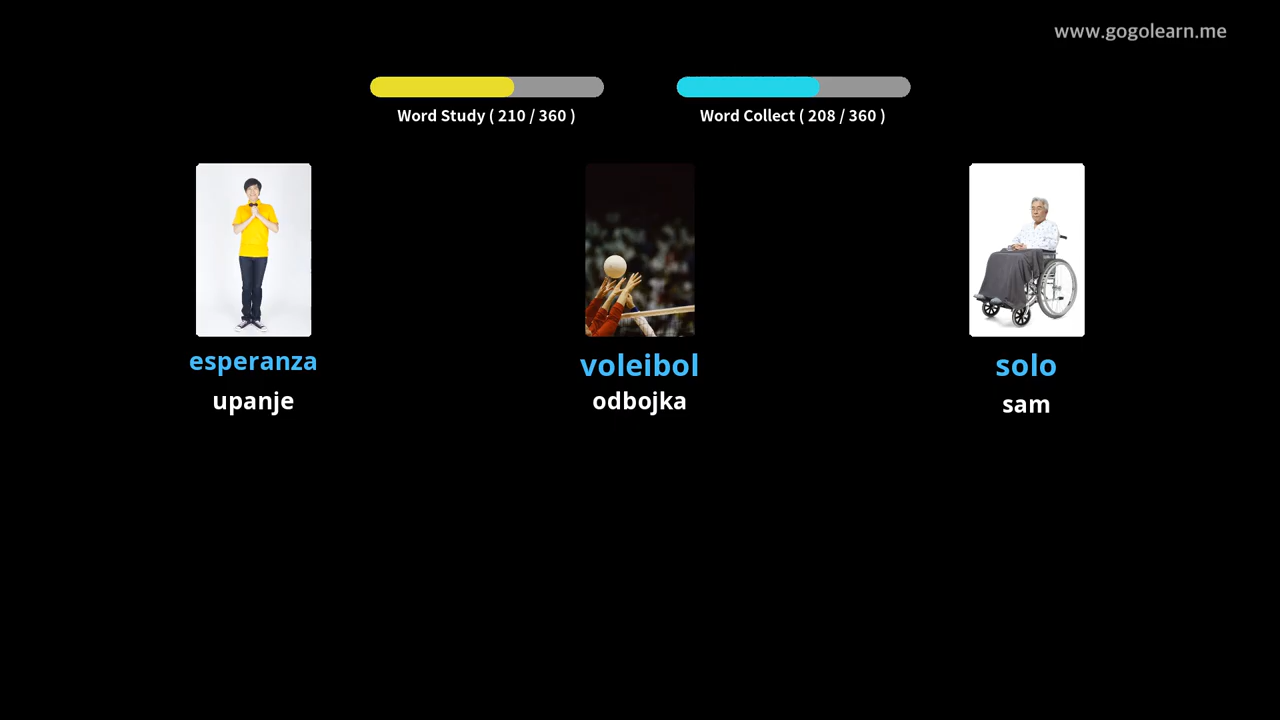 www.gogolearn.me
Word Study ( 210 / 360 )
Word Collect ( 208 / 360 )
esperanza
voleibol
solo
upanje
odbojka
sam